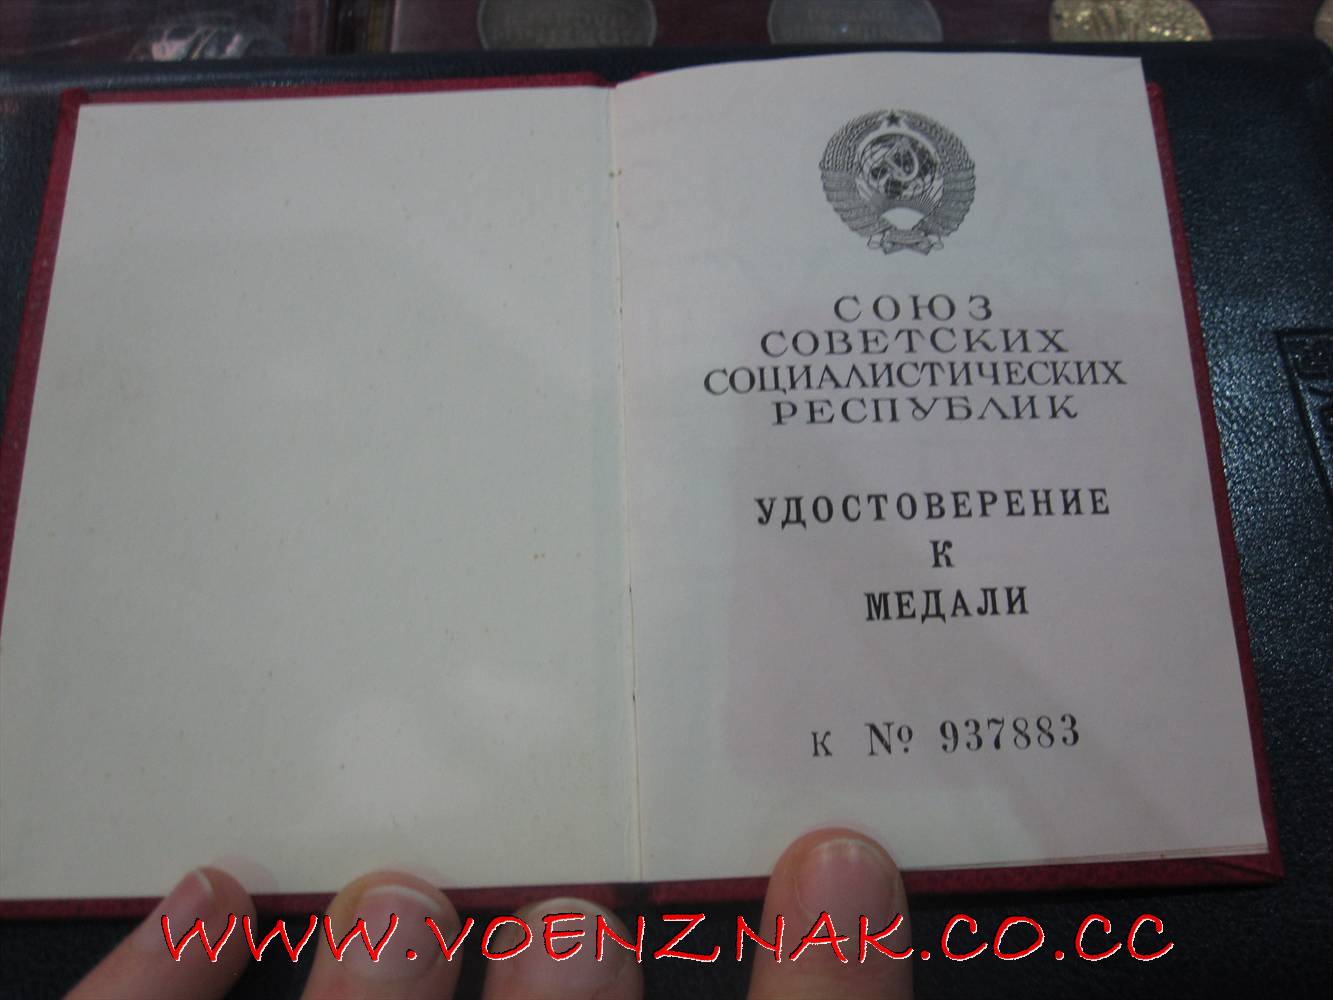 СОЮЗ
СОВЕТСКИХ
СОЦИАЛИСТИЧЕСКИХ
РЕСПУБЛИК
УДОСТОВЕРЕНИЕ
К
МЕДАЛИ
К № 937883
WWW.VOENZNAK.CO.CC